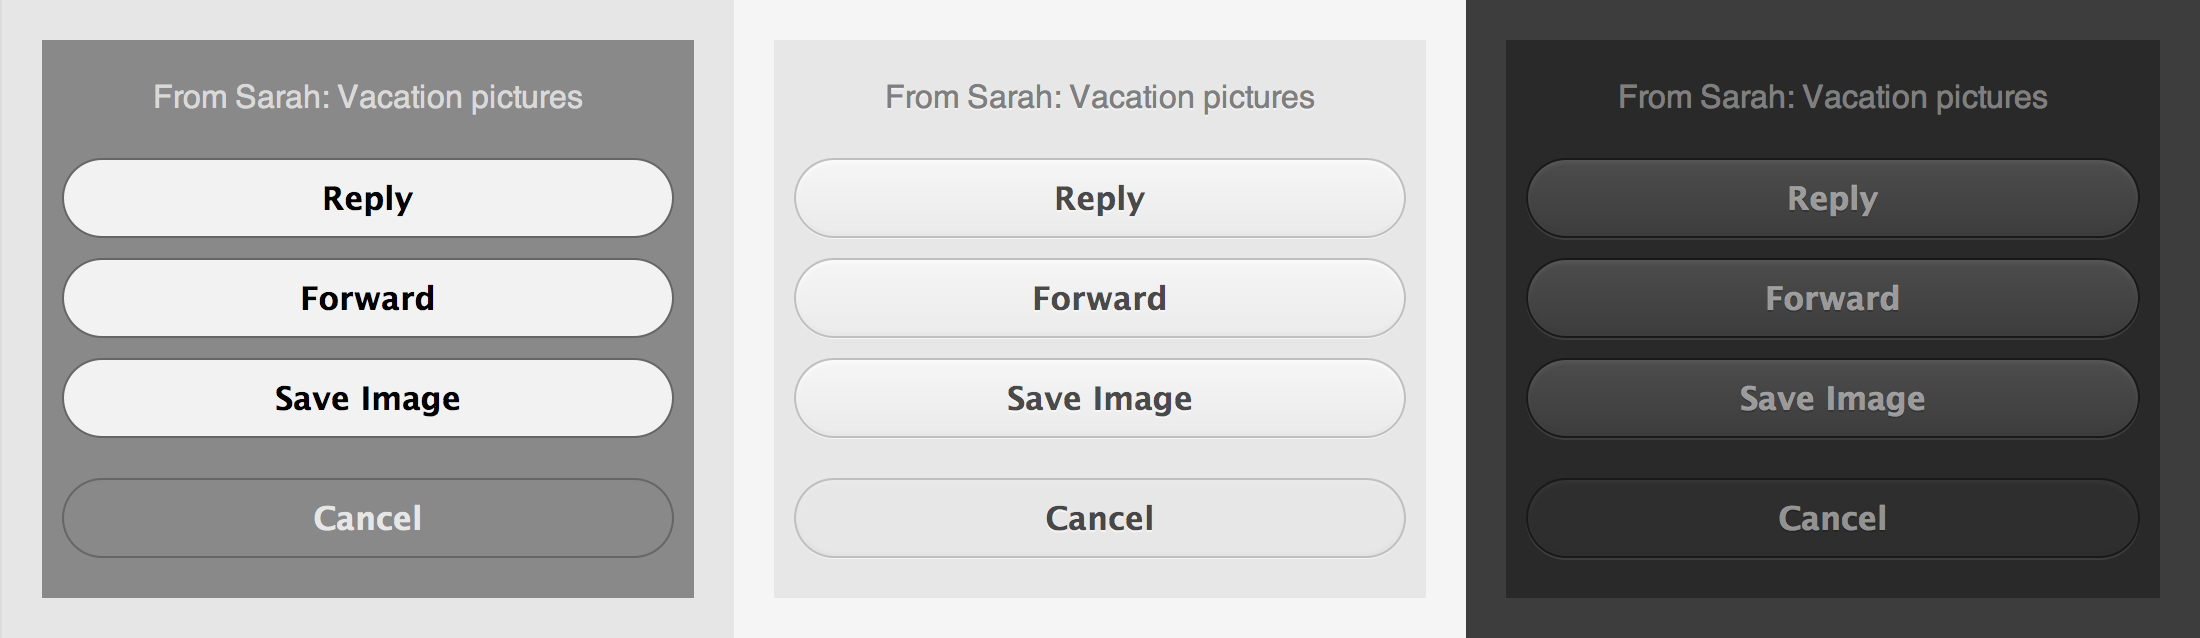 From Sarah: Vacation pictures
Reply
Forward
Save Image
Cancel
From Sarah: Vacation pictures
Reply
Forward
Save Image
Cancel
From Sarah: Vacation pictures
Reply
Forward
Save Image
Cancel